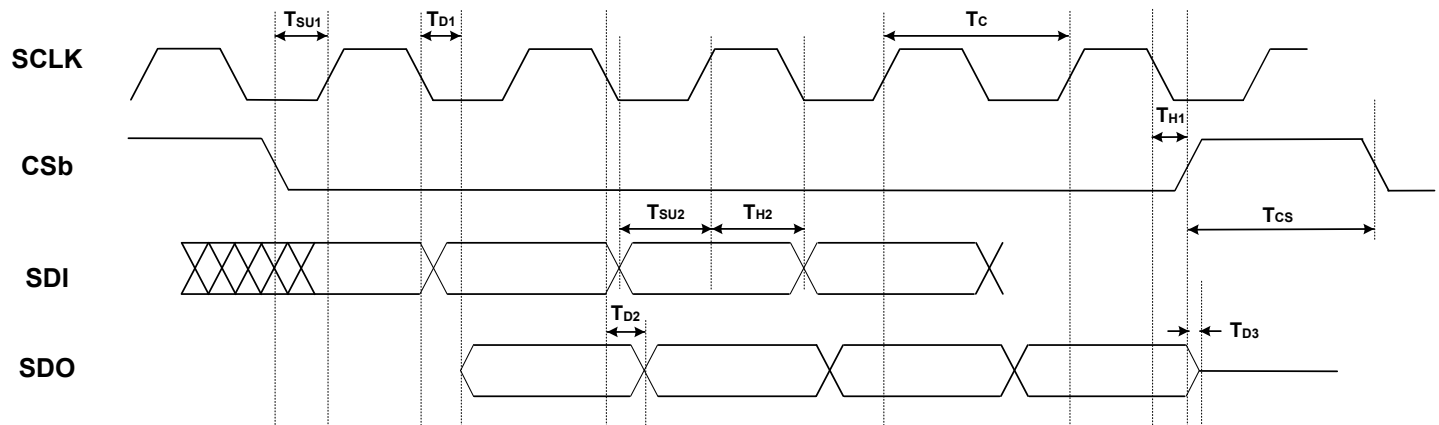 TSU1 TD1 TC
SCLK
TH1
CSb
TSU2 TH2 TCS
SDI
TD2 TD3
SDO